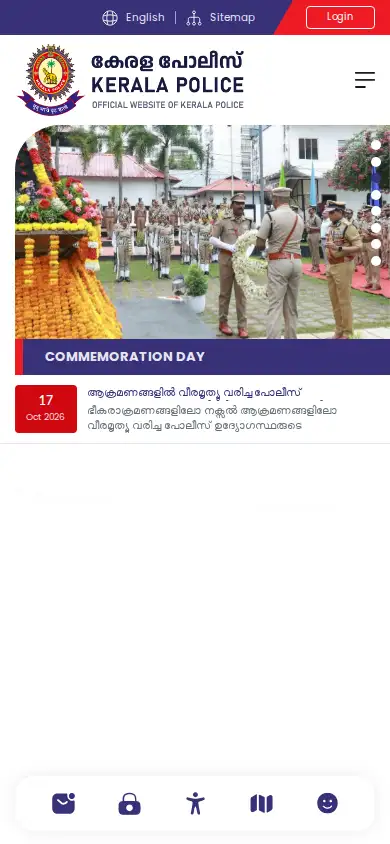 English
Sitemap
Login
കേരള പോലീസ്
KERALA POLICE
OFFICIAL WEBSITE OF KERALA POLICE
COMMEMORATION DAY
17
Oct 2026
ആക്രമണങ്ങളിൽ വീരമൃത്യു വരിച്ച പോലീസ്
ഭീകരാക്രമണങ്ങളിലോ നക്സൽ ആക്രമണങ്ങളിലോ
വീരമൃത്യു വരിച്ച പോലീസ് ഉദ്യോഗസ്ഥരുടെ